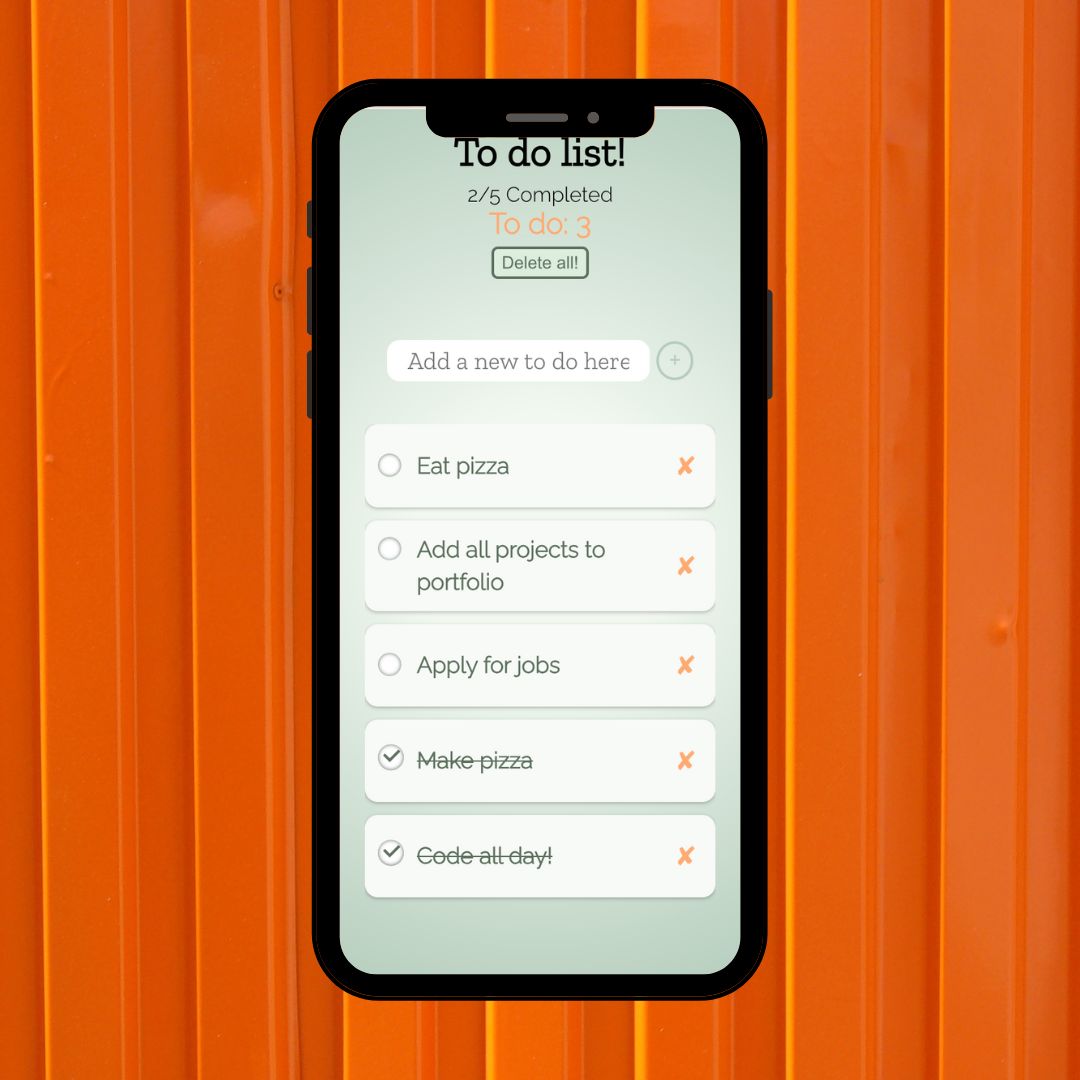 To do list!
2/5 Completed
To do: 3
Delete all!
Add a new to do here
+
Eat pizza
✘
Add all projects to
portfolio
✘
Apply for jobs
✘
Make pizza
✘
Code all day!
✘